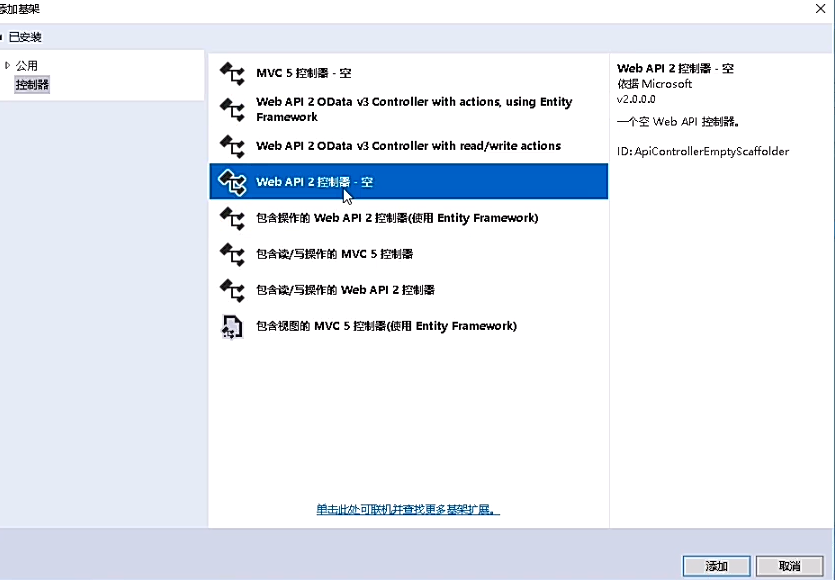 添加基架
已安装
公用
控制器
MVC 5 控制器 - 空
Web API 2 OData v3 Controller with actions, using Entity
Framework
Web API 2 OData v3 Controller with read/write actions
Web API 2 控制器 - 空
包含操作的 Web API 2 控制器(使用 Entity Framework)
包含读/写操作的 MVC 5 控制器
包含读/写操作的 Web API 2 控制器
包含视图的 MVC 5 控制器(使用 Entity Framework)
单击此处可联机并查找更多基架扩展。
Web API 2 控制器 - 空
依据 Microsoft
v2.0.0.0
一个空 Web API 控制器。
ID: ApiControllerEmptyScaffolder
添加
取消